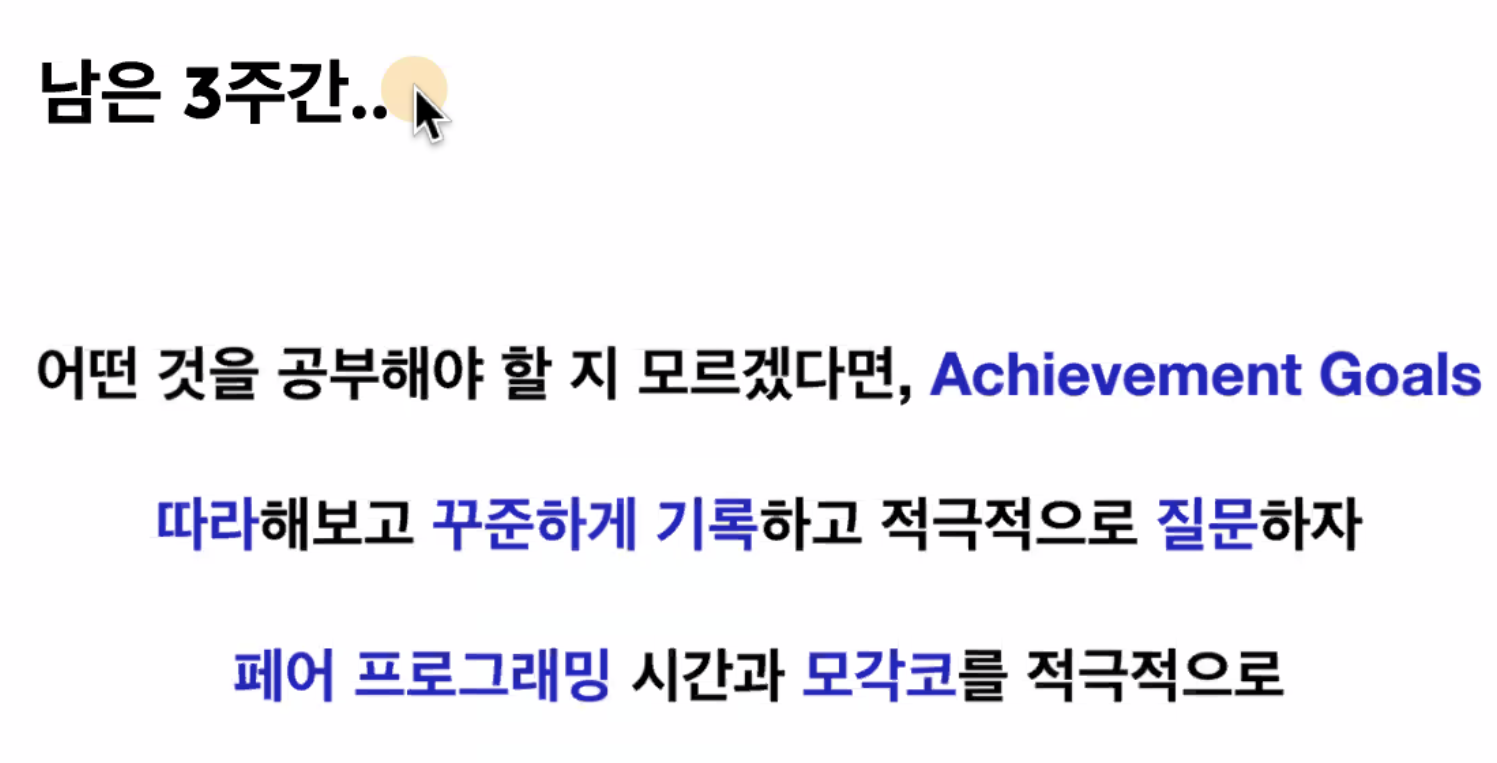 남은 3주간..
어떤 것을 공부해야 할 지 모르겠다면, Achievement Goals
따라해보고 꾸준하게 기록하고 적극적으로 질문하자
페어 프로그래밍 시간과 모각코를 적극적으로